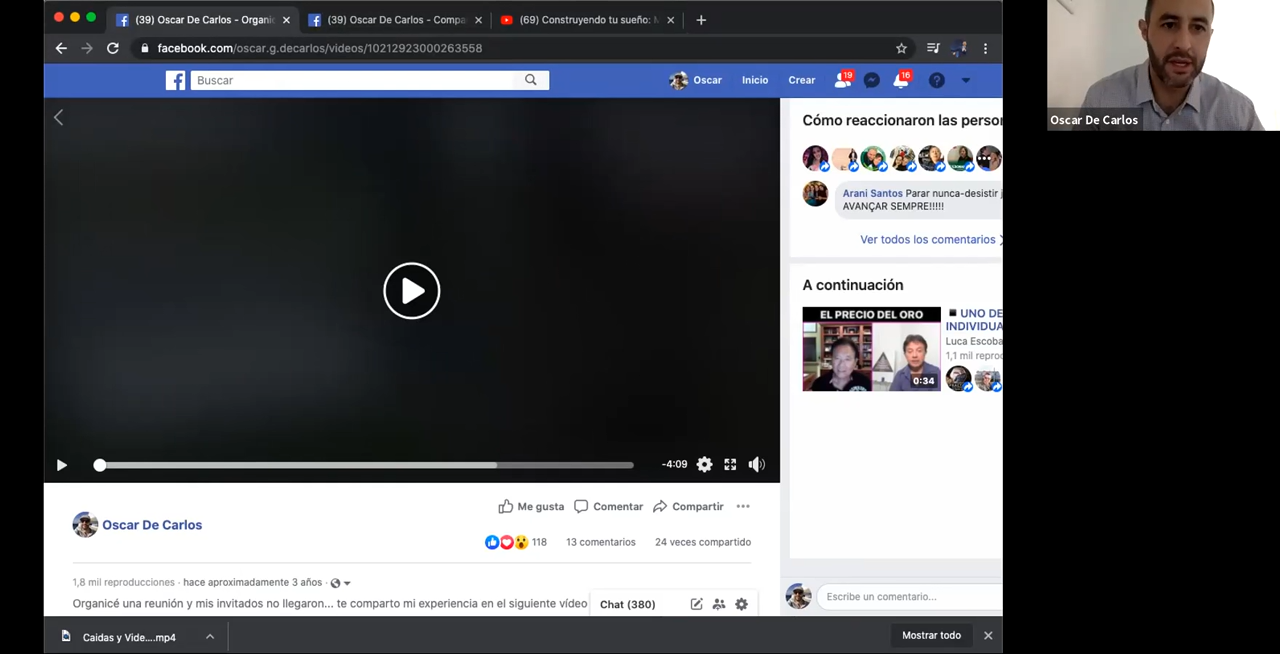 (39) Oscar De Carlos - Organic
(39) Oscar De Carlos - Compa
(69) Construyendo tu sueño: M
facebook.com/oscar.g.decarlos/videos/10212923000263558
Buscar
Oscar
Inicio
Crear
19
16
Cómo reaccionaron las person
Arani Santos Parar nunca-desistir j
AVANÇAR SEMPRE!!!!!
Ver todos los comentarios
A continuación
EL PRECIO DEL ORO
0:34
UNO DE
INDIVIDUA
Luca Escoba
1,1 mil reproc
-4:09
Me gusta
Comentar
Compartir
Oscar De Carlos
118
13 comentarios
24 veces compartido
1,8 mil reproducciones · hace aproximadamente 3 años ·
Organicé una reunión y mis invitados no llegaron... te comparto mi experiencia en el siguiente vídeo
Chat (380)
Escribe un comentario...
Caidas y Vide....mp4
Mostrar todo
Oscar De Carlos